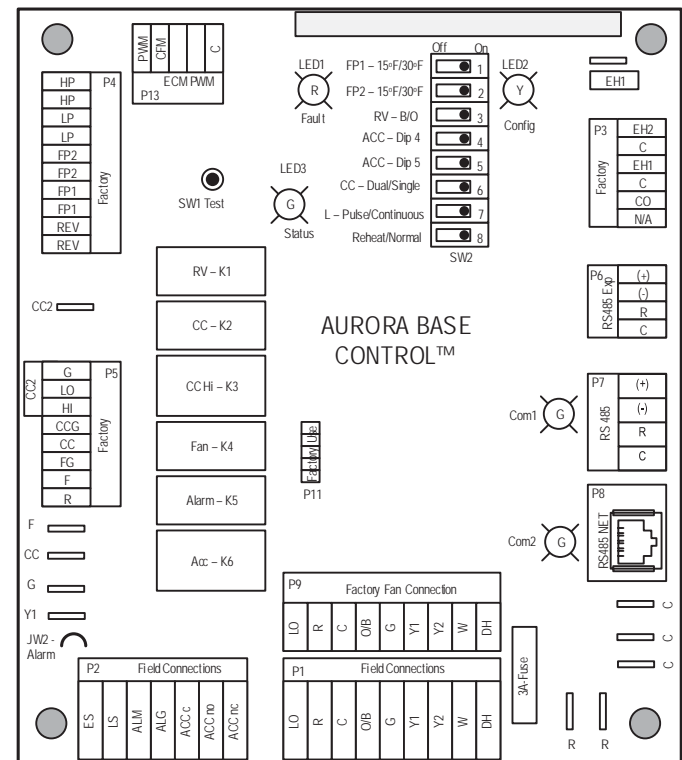 PWM
CFM
C
ECM PWM
P13
P4
HP
HP
LP
LP
FP2
FP2
FP1
FP1
REV
REV
Factory
SW1 Test
LED1
R
Fault
LED3
G
Status
Off On
FP1 – 15ºF/30ºF 1
FP2 – 15ºF/30ºF 2
RV – B/O 3
ACC – Dip 4 4
ACC – Dip 5 5
CC – Dual/Single 6
L – Pulse/Continuous 7
Reheat/Normal 8
SW2
LED2
Y
Config
EH1
P3
EH2
C
EH1
C
CO
N/A
Factory
RV – K1
CC – K2
CC Hi – K3
Fan – K4
Alarm – K5
Acc – K6
AURORA BASE
CONTROL™
P6
RS485 Exp
(+)
(-)
R
C
P7
RS 485
(+)
(-)
R
C
Com1 G
P8
RS485 NET
Com2 G
CC2
CC2
P5
G
LO
HI
CCG
CC
FG
F
R
Factory
Factory Use
P11
F
CC
G
Y1
JW2 -
Alarm
P9 Factory Fan Connection
LO R C O/B G Y1 Y2 W DH
P2 Field Connections
ES LS ALM ALG ACC c ACC no ACC nc
P1 Field Connections
LO R C O/B G Y1 Y2 W DH
3A-Fuse
C
C
C
R R